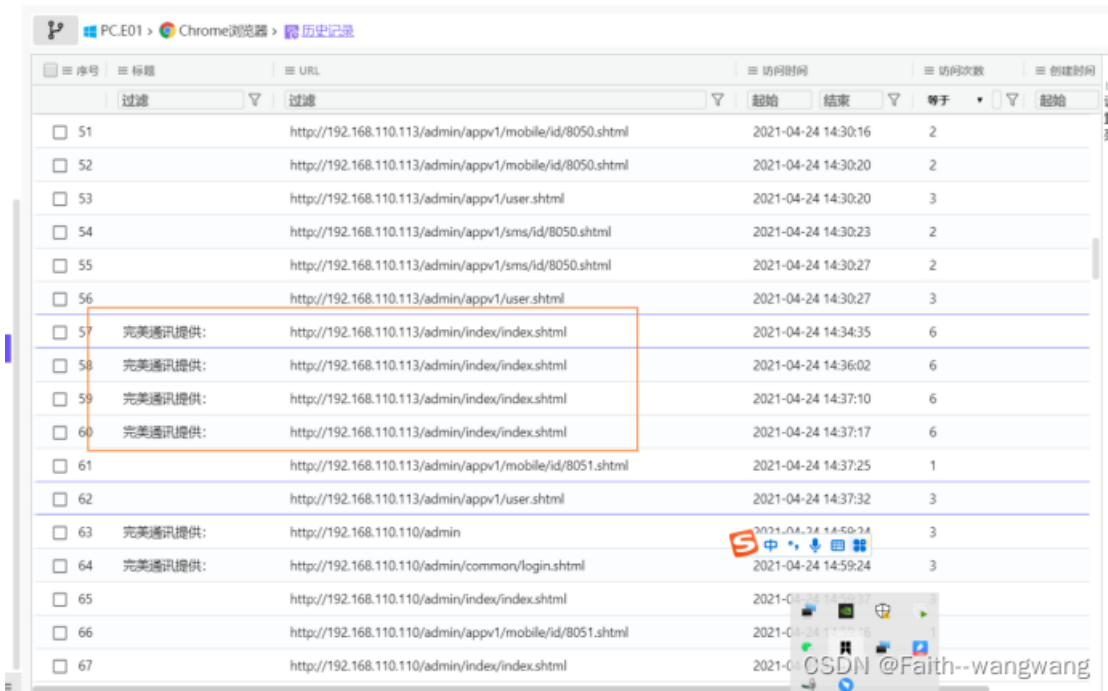 PC.E01 › Chrome浏览器 › 历史记录
序号 标题 URL 访问时间 访问次数 创建时间
过滤 过滤 起始 结束 等于 起始
51 http://192.168.110.113/admin/appv1/mobile/id/8050.shtml 2021-04-24 14:30:16 2
52 http://192.168.110.113/admin/appv1/mobile/id/8050.shtml 2021-04-24 14:30:20 2
53 http://192.168.110.113/admin/appv1/user.shtml 2021-04-24 14:30:20 3
54 http://192.168.110.113/admin/appv1/sms/id/8050.shtml 2021-04-24 14:30:23 2
55 http://192.168.110.113/admin/appv1/sms/id/8050.shtml 2021-04-24 14:30:27 2
56 http://192.168.110.113/admin/appv1/user.shtml 2021-04-24 14:30:27 3
57 完美通讯提供: http://192.168.110.113/admin/index/index.shtml 2021-04-24 14:34:35 6
58 完美通讯提供: http://192.168.110.113/admin/index/index.shtml 2021-04-24 14:36:02 6
59 完美通讯提供: http://192.168.110.113/admin/index/index.shtml 2021-04-24 14:37:10 6
60 完美通讯提供: http://192.168.110.113/admin/index/index.shtml 2021-04-24 14:37:17 6
61 http://192.168.110.113/admin/appv1/mobile/id/8051.shtml 2021-04-24 14:37:25 1
62 http://192.168.110.113/admin/appv1/user.shtml 2021-04-24 14:37:32 3
63 完美通讯提供: http://192.168.110.110/admin 2021-04-24 14:59:24 3
中
64 完美通讯提供: http://192.168.110.110/admin/common/login.shtml 2021-04-24 14:59:24 3
65 http://192.168.110.110/admin/index/index.shtml 3
66 http://192.168.110.110/admin/appv1/mobile/id/8051.shtml 1
67 http://192.168.110.110/admin/index/index.shtml
CSDN @Faith--wangwang